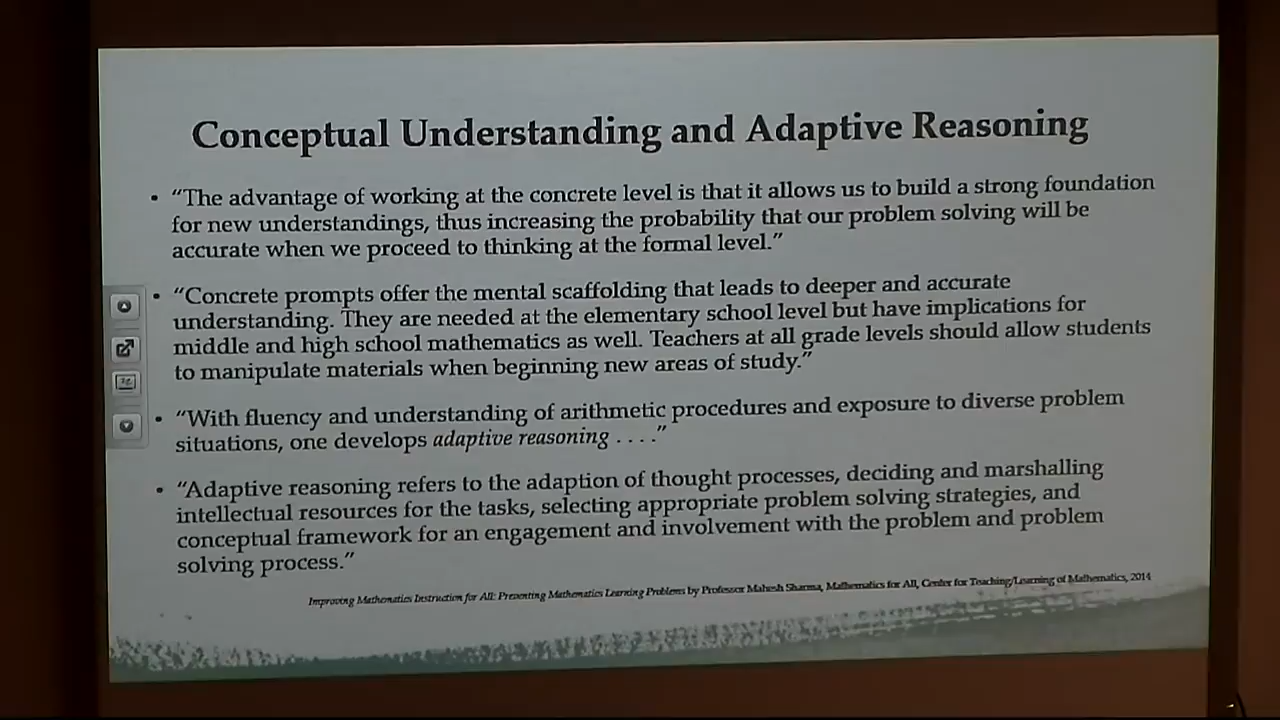 Conceptual Understanding and Adaptive Reasoning
• “The advantage of working at the concrete level is that it allows us to build a strong foundation
for new understandings, thus increasing the probability that our problem solving will be
accurate when we proceed to thinking at the formal level.”
• “Concrete prompts offer the mental scaffolding that leads to deeper and accurate
understanding. They are needed at the elementary school level but have implications for
middle and high school mathematics as well. Teachers at all grade levels should allow students
to manipulate materials when beginning new areas of study.”
• “With fluency and understanding of arithmetic procedures and exposure to diverse problem
situations, one develops adaptive reasoning . . . .”
• “Adaptive reasoning refers to the adaption of thought processes, deciding and marshalling
intellectual resources for the tasks, selecting appropriate problem solving strategies, and
conceptual framework for an engagement and involvement with the problem and problem
solving process.”
Improving Mathematics Instruction for All: Preventing Mathematics Learning Problems by Professor Mahesh Sharma, Mathematics for All, Center for Teaching/Learning of Mathematics, 2014